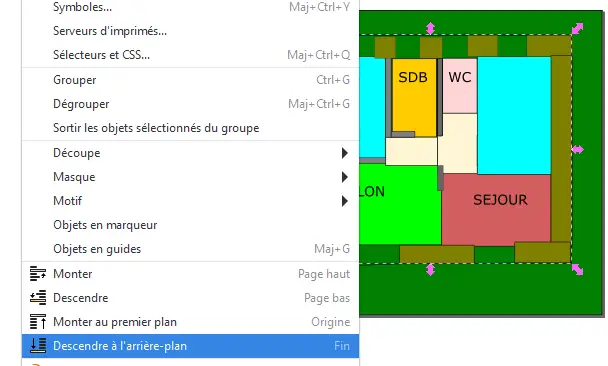 Symboles... Maj+Ctrl+Y
Serveurs d'imprimés...
Sélecteurs et CSS... Maj+Ctrl+Q
Grouper Ctrl+G
Dégrouper Maj+Ctrl+G
Sortir les objets sélectionnés du groupe
Découpe
Masque
Motif
Objets en marqueur
Objets en guides Maj+G
Monter Page haut
Descendre Page bas
Monter au premier plan Origine
Descendre à l'arrière-plan Fin
SDB WC
LON
SEJOUR